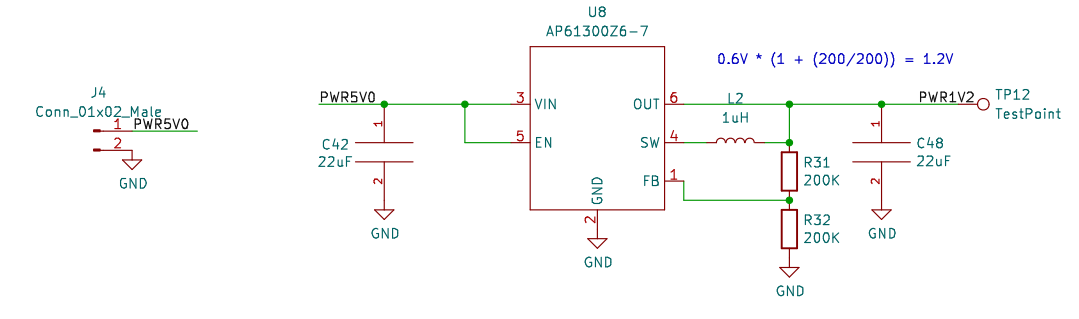 U8
AP61300Z6-7
0.6V * (1 + (200/200)) = 1.2V
J4
Conn_01x02_Male
1 PWR5V0
2
GND
PWR5V0
3 VIN
OUT 6
L2
1uH
PWR1V2
TP12
TestPoint
1
C42
22uF
2
GND
5 EN
SW 4
1
C48
22uF
2
GND
FB 1
R31
200K
GND
2
GND
R32
200K
GND